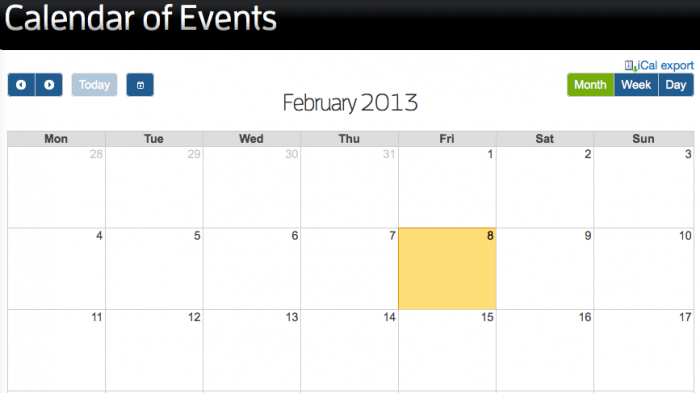 Calendar of Events
iCal export
Today
Month Week Day
February 2013
Mon Tue Wed Thu Fri Sat Sun
28 29 30 31 1 2 3
4 5 6 7 8 9 10
11 12 13 14 15 16 17